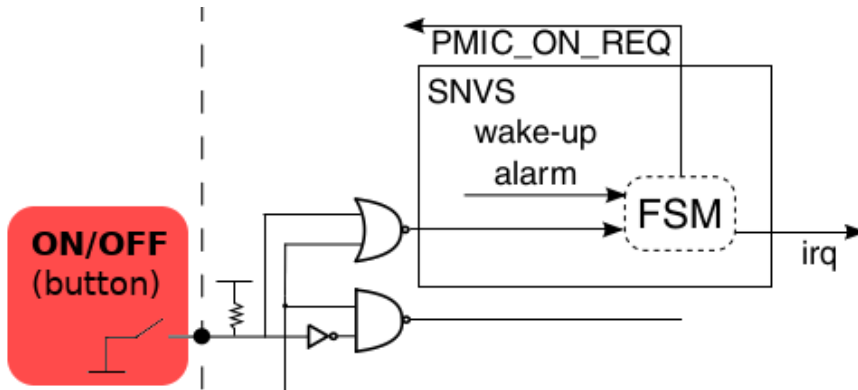 PMIC_ON_REQ
SNVS
wake-up
alarm
FSM
irq
ON/OFF
(button)